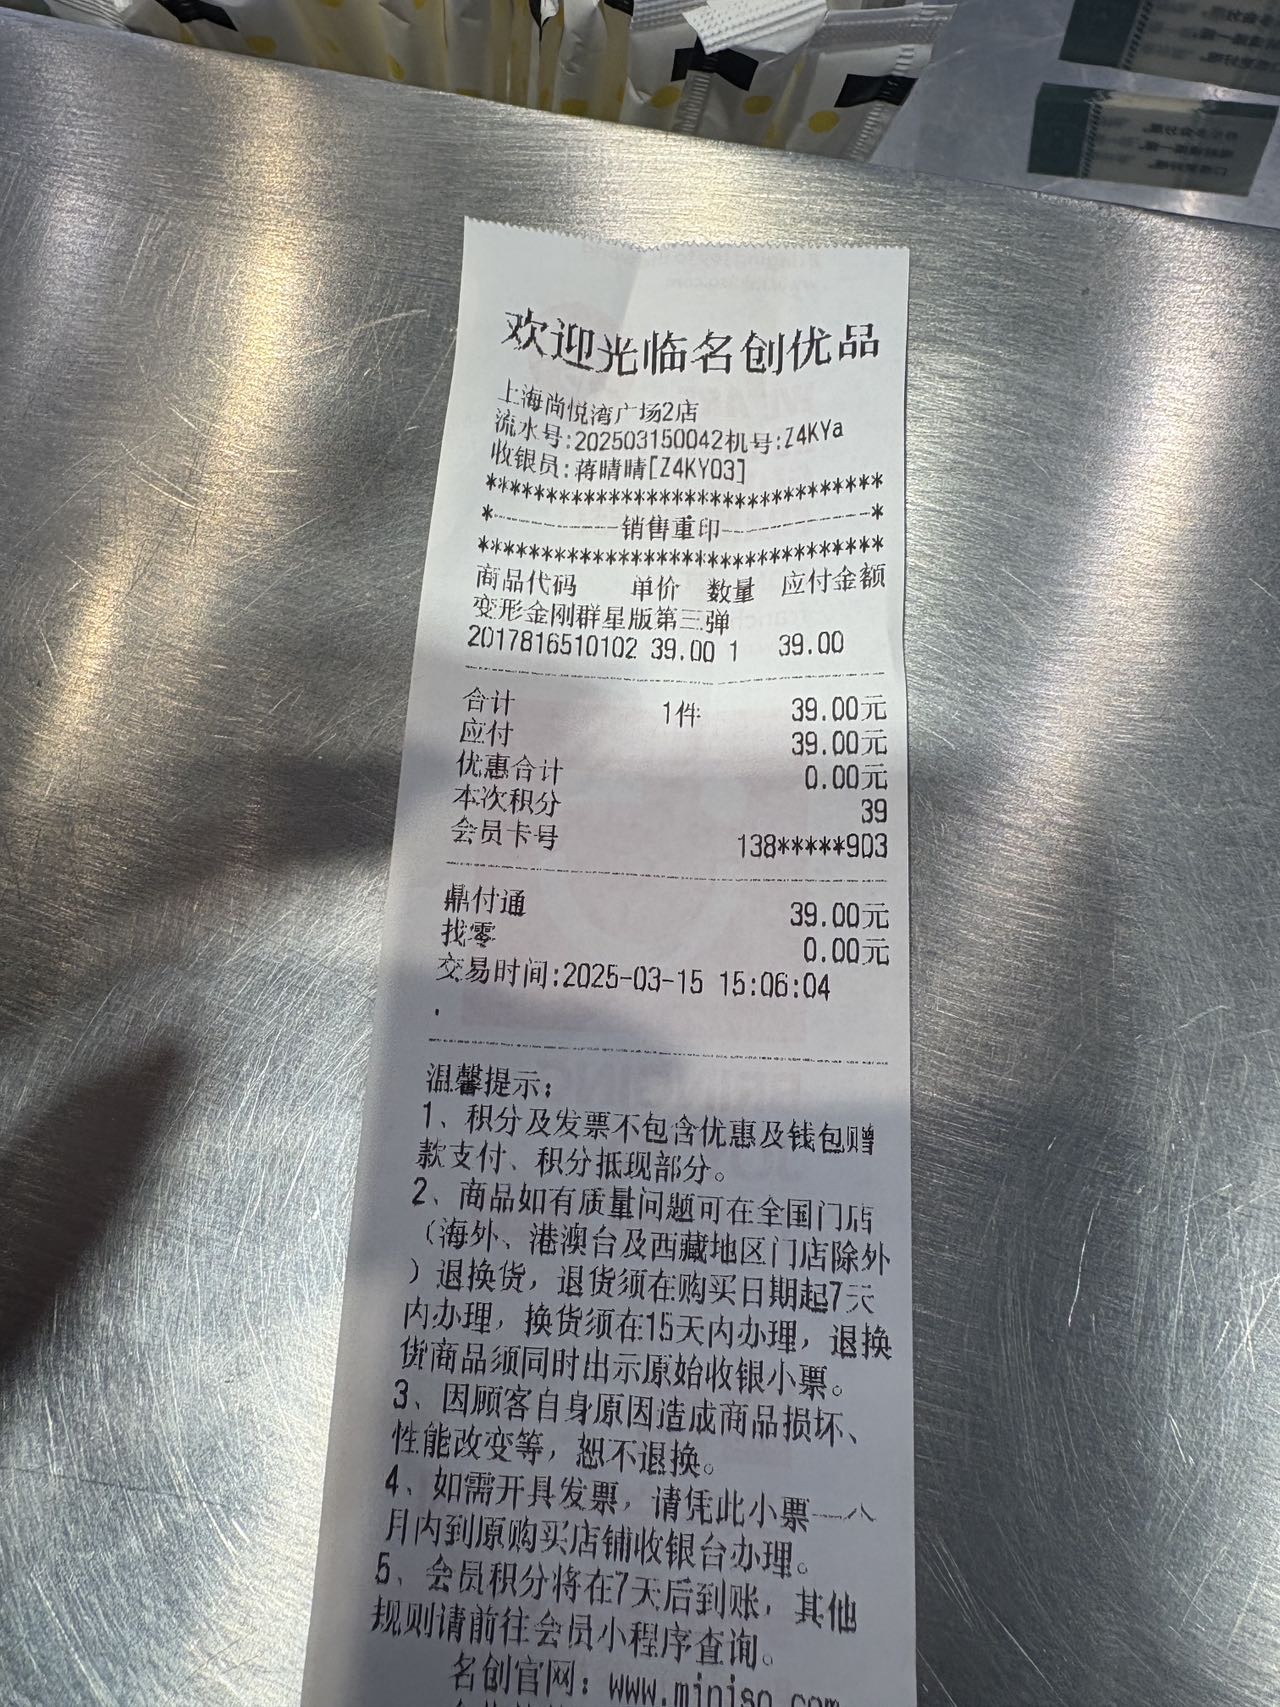 欢迎光临名创优品
上海尚悦湾广场2店
流水号:202503150042机号:Z4KYa
收银员:蒋晴晴[Z4KY03]
*******************************
*---------销售重印-----------*
*******************************
商品代码 单价 数量 应付金额
变形金刚群星版第三弹
2017816510102 39.00 1 39.00
合计 1件 39.00元
应付 39.00元
优惠合计 0.00元
本次积分 39
会员卡号 138*****903
鼎付通 39.00元
找零 0.00元
交易时间:2025-03-15 15:06:04
.
温馨提示:
1、积分及发票不包含优惠及钱包赠
款支付、积分抵现部分。
2、商品如有质量问题可在全国门店
(海外、港澳台及西藏地区门店除外
)退换货,退货须在购买日期起7天
内办理,换货须在15天内办理,退换
货商品须同时出示原始收银小票。
3、因顾客自身原因造成商品损坏、
性能改变等,恕不退换。
4、如需开具发票,请凭此小票一个
月内到原购买店铺收银台办理。
5、会员积分将在7天后到账,其他
规则请前往会员小程序查询。
名创官网:www.miniso.com